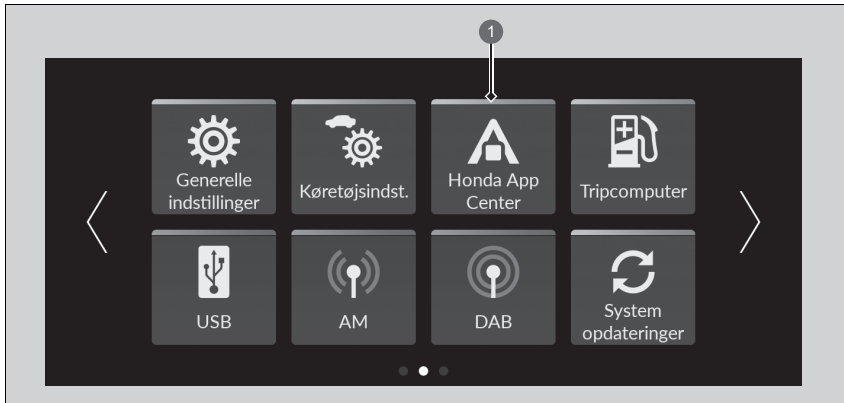 1
Generelle
indstillinger
Køretøjsindst.
Honda App
Center
Tripcomputer
USB
AM
DAB
System
opdateringer